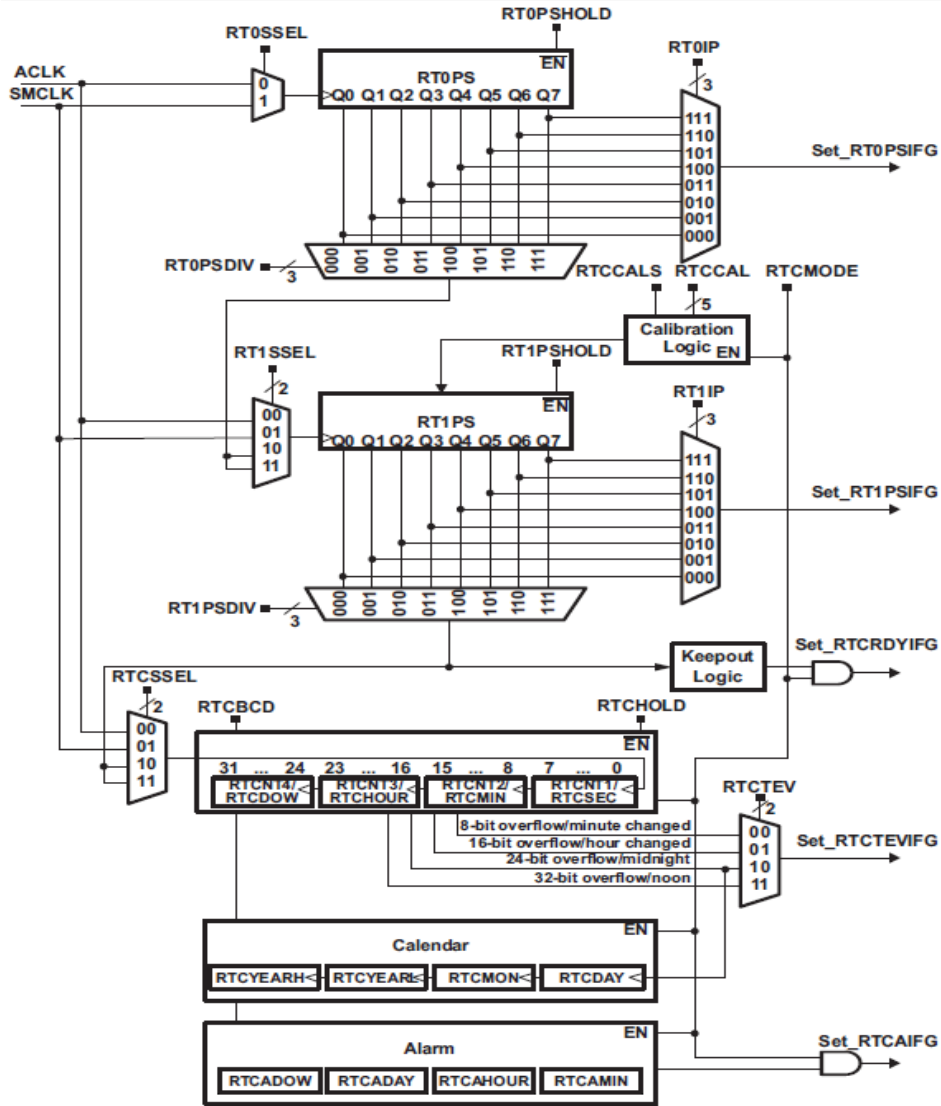 RT0PSHOLD
RT0SSEL
EN
RT0IP
ACLK
0
RT0PS
3
SMCLK
1
Q0 Q1 Q2 Q3 Q4 Q5 Q6 Q7
111
110
101
100
011
010
001
000
Set_RT0PSIFG
000 001 010 011 100 101 110 111
RT0PSDIV
3
RTCCALS RTCCAL RTCMODE
5
Calibration
Logic EN
RT1SSEL
2
RT1PSHOLD
EN
RT1IP
3
RT1PS
00
01
10
11
Q0 Q1 Q2 Q3 Q4 Q5 Q6 Q7
111
110
101
100
011
010
001
000
Set_RT1PSIFG
000 001 010 011 100 101 110 111
RT1PSDIV
3
Keepout
Logic
Set_RTCRDYIFG
RTCSSEL
2
00
01
10
11
RTCBCD
RTCHOLD
EN
31 ... 24 23 ... 16 15 ... 8 7 ... 0
RTCNT4/ RTCNT3/ RTCNT2/ RTCNT1/
RTCDOW RTCHOUR RTCMIN RTCSEC
RTCTEV
2
8-bit overflow/minute changed
16-bit overflow/hour changed
24-bit overflow/midnight
32-bit overflow/noon
00
01
10
11
Set_RTCTEVIFG
EN
Calendar
RTCYEARH RTCYEARL RTCMON RTCDAY
EN
Alarm
RTCADOW RTCADAY RTCAHOUR RTCAMIN
Set_RTCAIFG